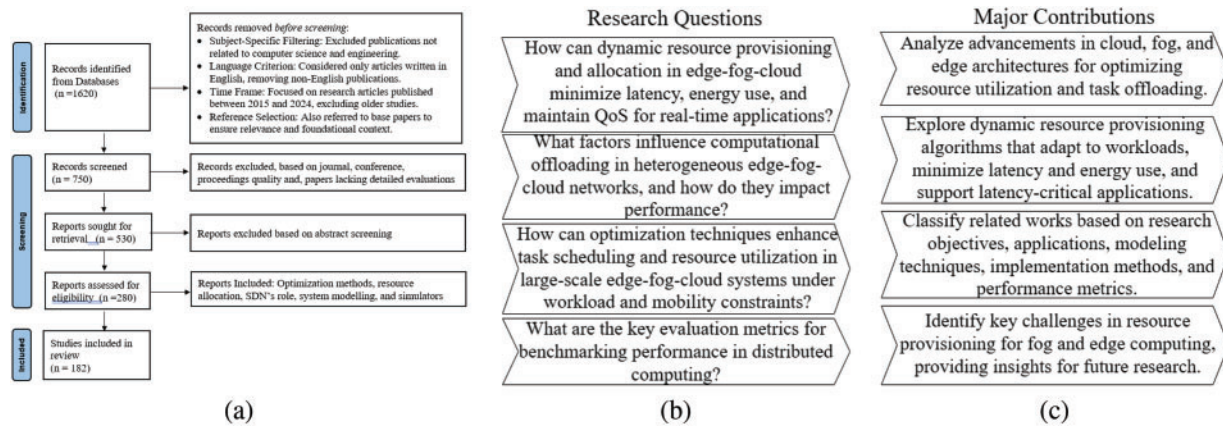 Identification
Records identified
from Databases
(n =1620)
Records removed before screening:
• Subject-Specific Filtering: Excluded publications not
related to computer science and engineering.
• Language Criterion: Considered only articles written in
English, removing non-English publications.
• Time Frame: Focused on research articles published
between 2015 and 2024, excluding older studies.
• Reference Selection: Also referred to base papers to
ensure relevance and foundational context.
Screening
Records screened
(n = 750)
Records excluded, based on journal, conference,
proceedings quality and, papers lacking detailed evaluations
Reports sought for
retrieval (n = 530)
Reports excluded based on abstract screening
Reports assessed for
eligibility (n =280)
Reports Included: Optimization methods, resource
allocation, SDN's role, system modelling, and simulators
Included
Studies included in
review
(n = 182)
(a)
Research Questions
How can dynamic resource provisioning
and allocation in edge-fog-cloud
minimize latency, energy use, and
maintain QoS for real-time applications?
What factors influence computational
offloading in heterogeneous edge-fog-
cloud networks, and how do they impact
performance?
How can optimization techniques enhance
task scheduling and resource utilization in
large-scale edge-fog-cloud systems under
workload and mobility constraints?
What are the key evaluation metrics for
benchmarking performance in distributed
computing?
(b)
Major Contributions
Analyze advancements in cloud, fog, and
edge architectures for optimizing
resource utilization and task offloading.
Explore dynamic resource provisioning
algorithms that adapt to workloads,
minimize latency and energy use, and
support latency-critical applications.
Classify related works based on research
objectives, applications, modeling
techniques, implementation methods, and
performance metrics.
Identify key challenges in resource
provisioning for fog and edge computing,
providing insights for future research.
(c)